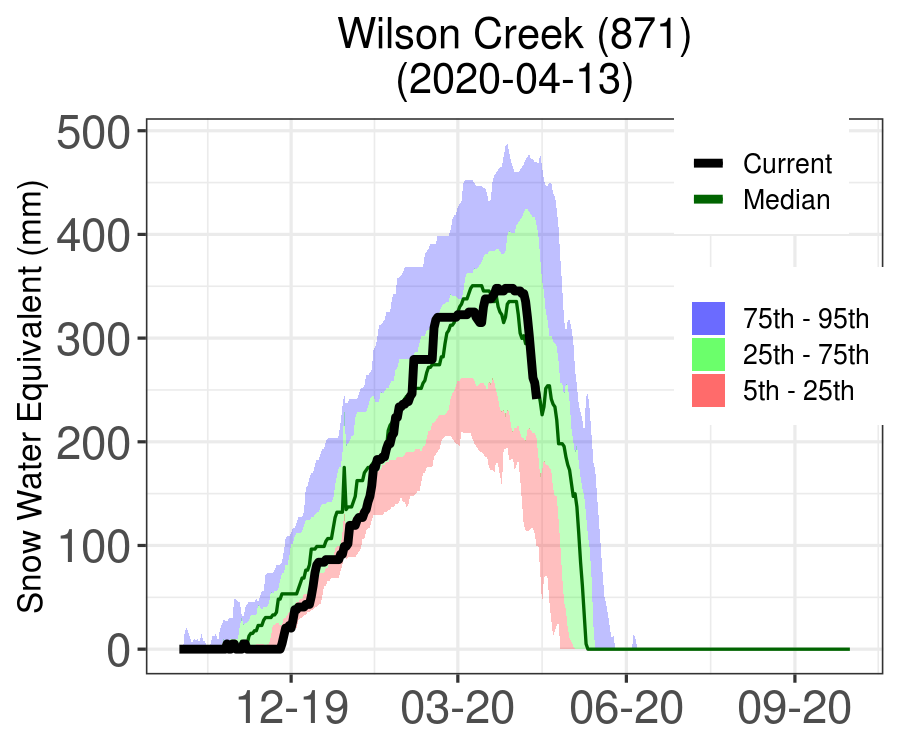 Wilson Creek (871)
(2020-04-13)
Snow Water Equivalent (mm)
500
400
300
200
100
0
12-19
03-20
06-20
09-20
Current
Median
75th - 95th
25th - 75th
5th - 25th